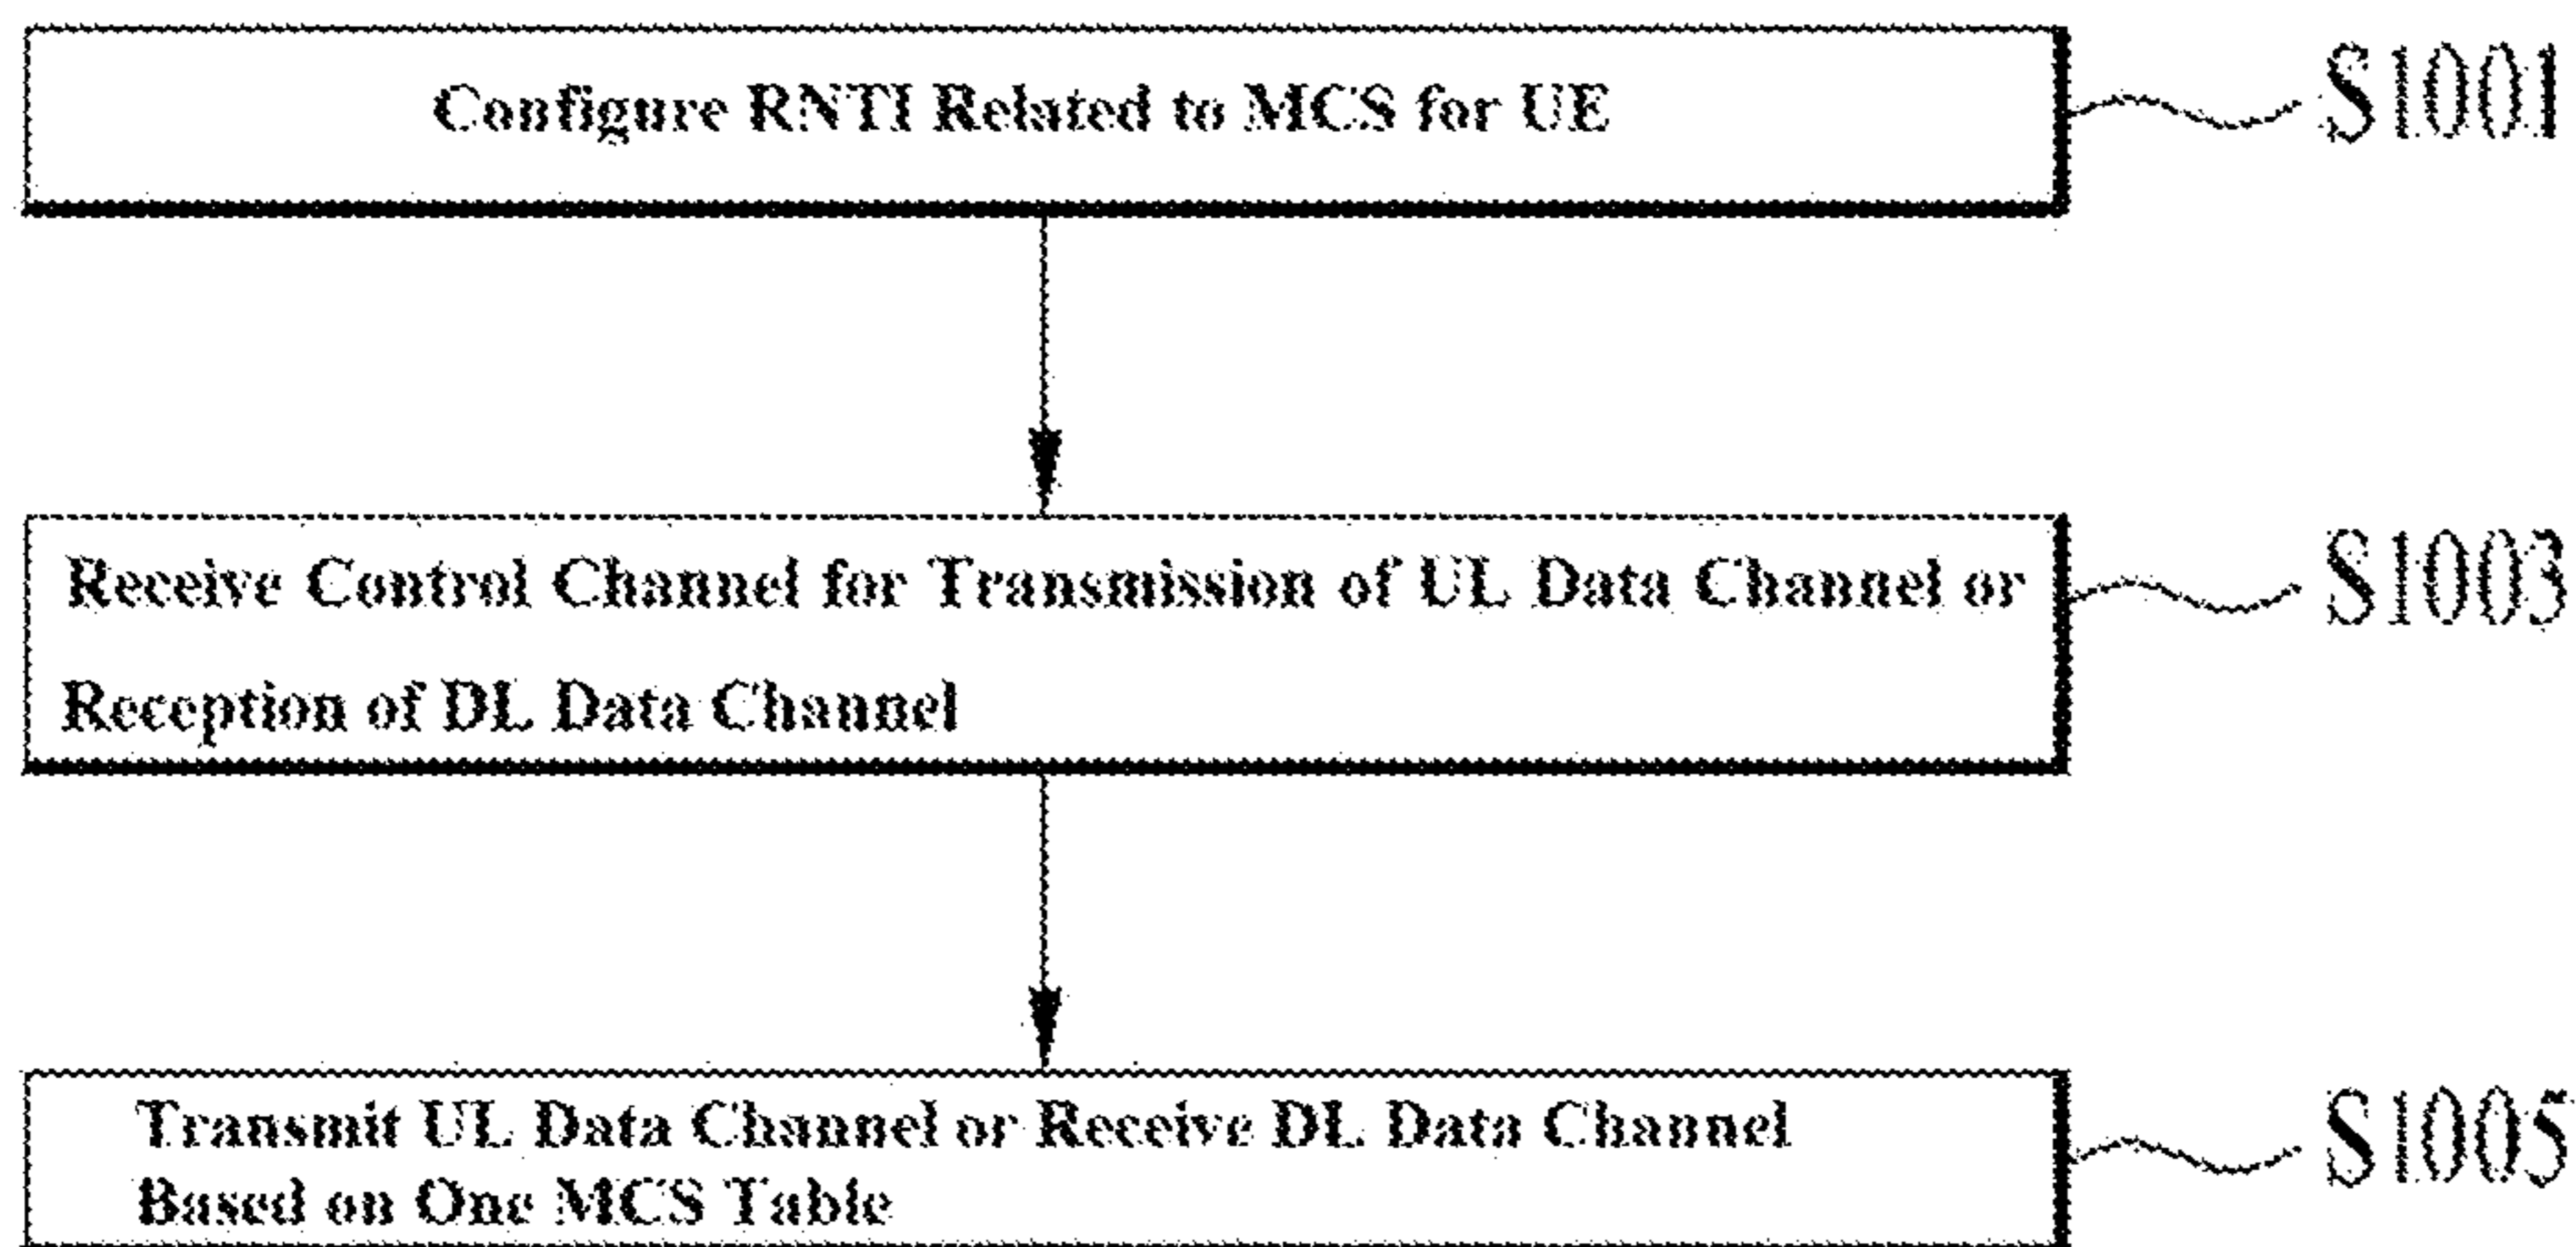 Configure RNTI Related to MCS for UE
S1001
Receive Control Channel for Transmission of UL Data Channel or
Reception of DL Data Channel
S1003
Transmit UL Data Channel or Receive DL Data Channel
Based on One MCS Table
S1005